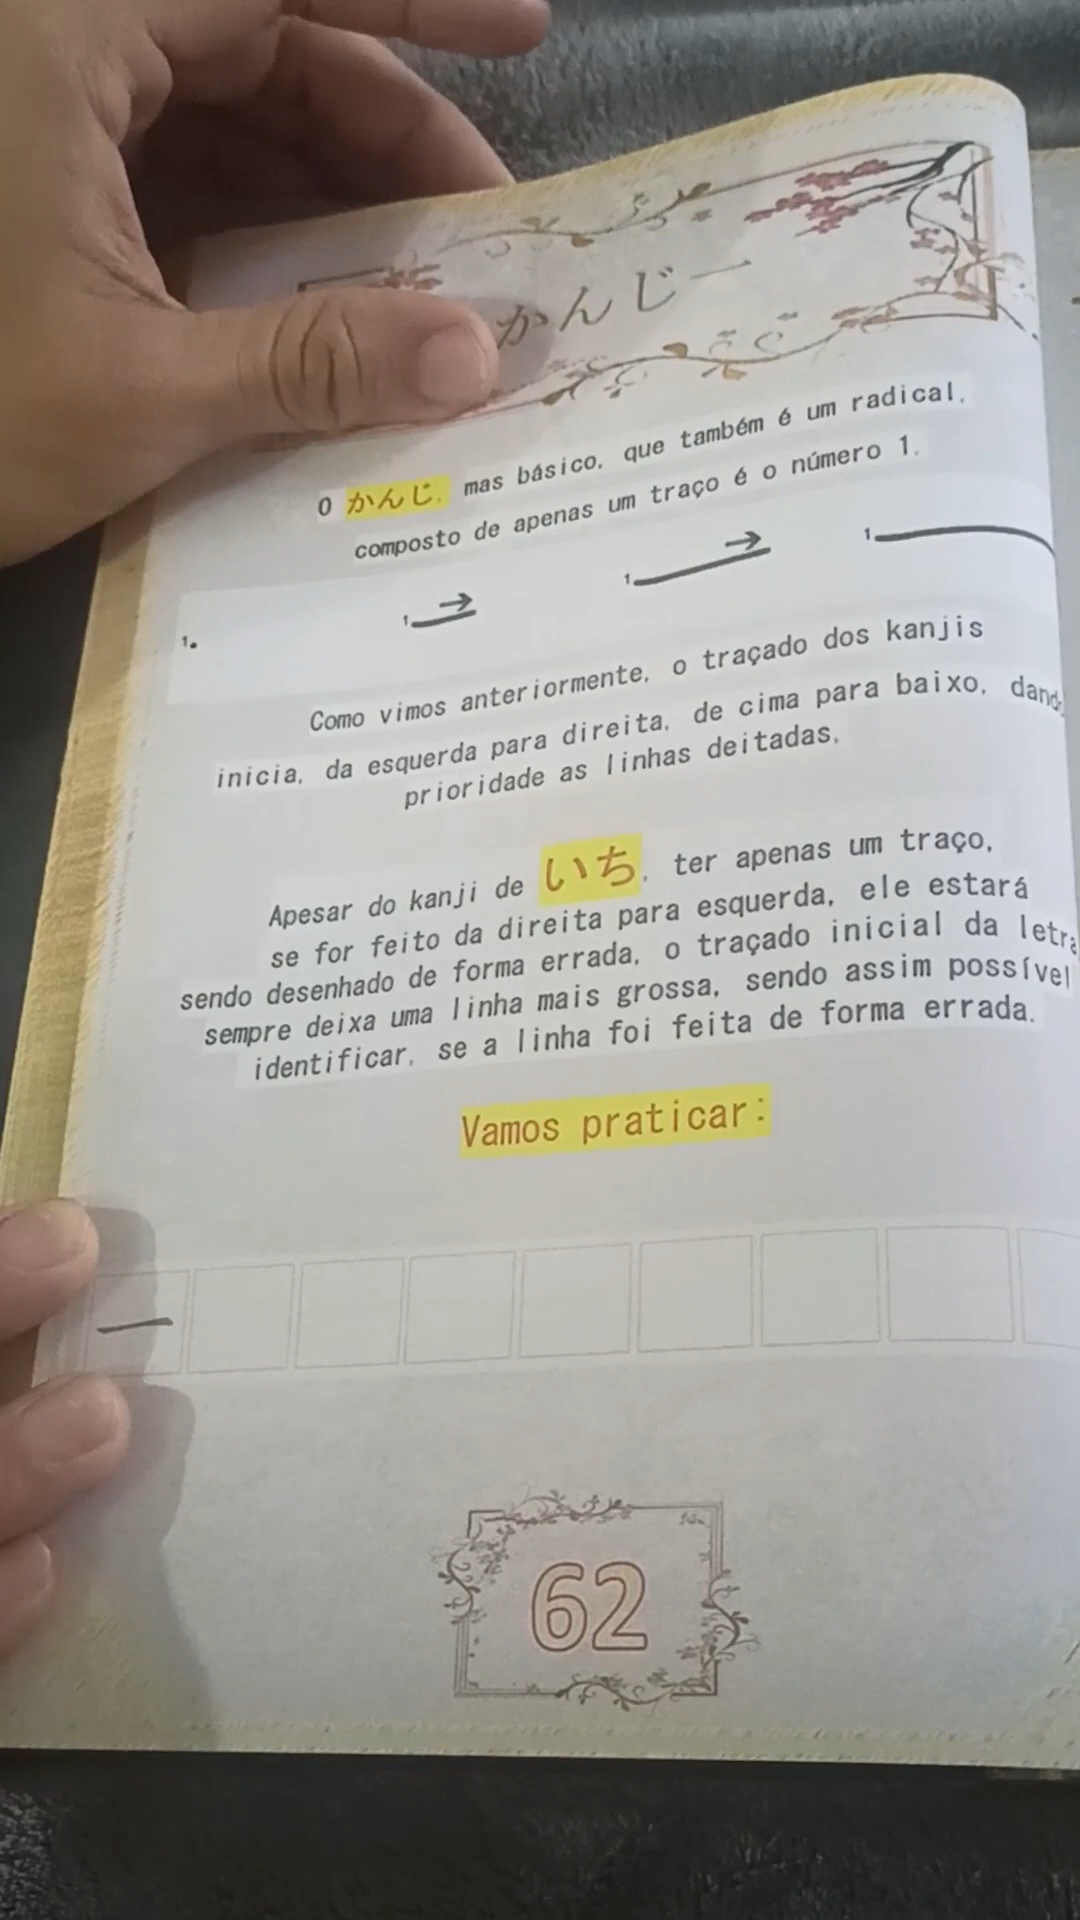 かんじ一
O かんじ, mas básico, que também é um radical,
composto de apenas um traço é o número 1.
1. 1 1 1
Como vimos anteriormente, o traçado dos kanjis
inicia, da esquerda para direita, de cima para baixo,
prioridade as linhas deitadas,
Apesar do kanji de いち, ter apenas um traço,
se for feito da direita para esquerda, ele estará
sendo desenhado de forma errada, o traçado inicial da letra
sempre deixa uma linha mais grossa, sendo assim possível
identificar, se a linha foi feita de forma errada.
Vamos praticar:
一
62